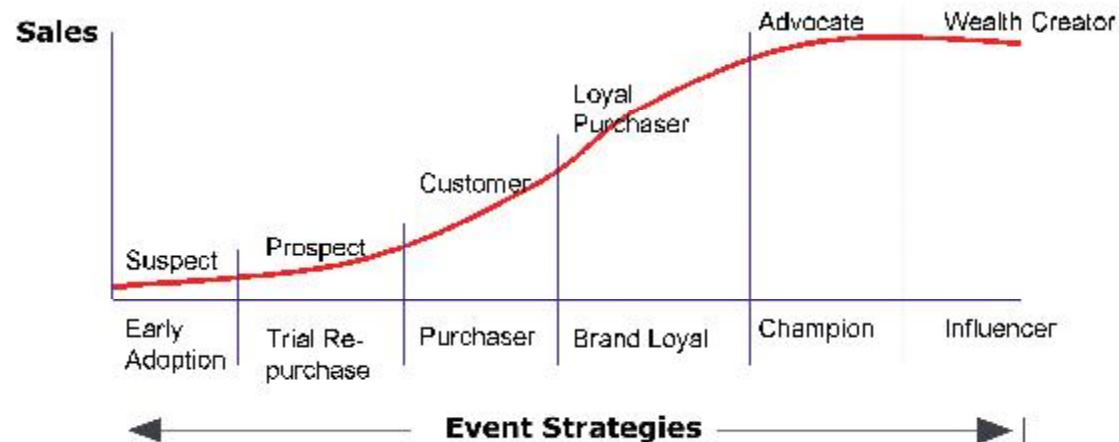 Sales
Advocate
Wealth Creator
Loyal
Purchaser
Customer
Prospect
Suspect
Early
Adoption
Trial Re-
purchase
Purchaser
Brand Loyal
Champion
Influencer
Event Strategies